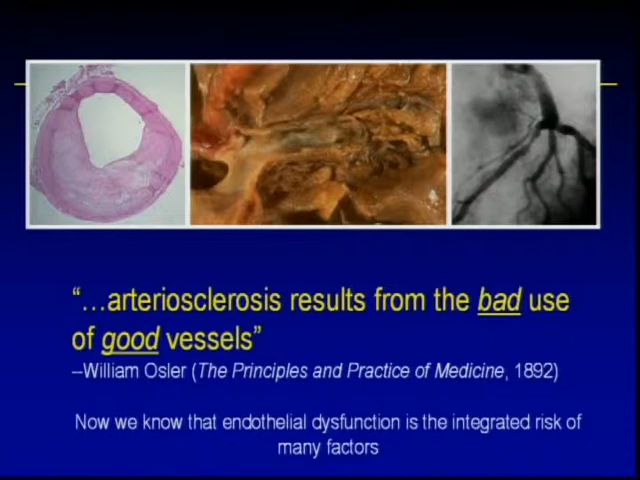 “…arteriosclerosis results from the bad use
of good vessels”
--William Osler (The Principles and Practice of Medicine, 1892)
Now we know that endothelial dysfunction is the integrated risk of
many factors